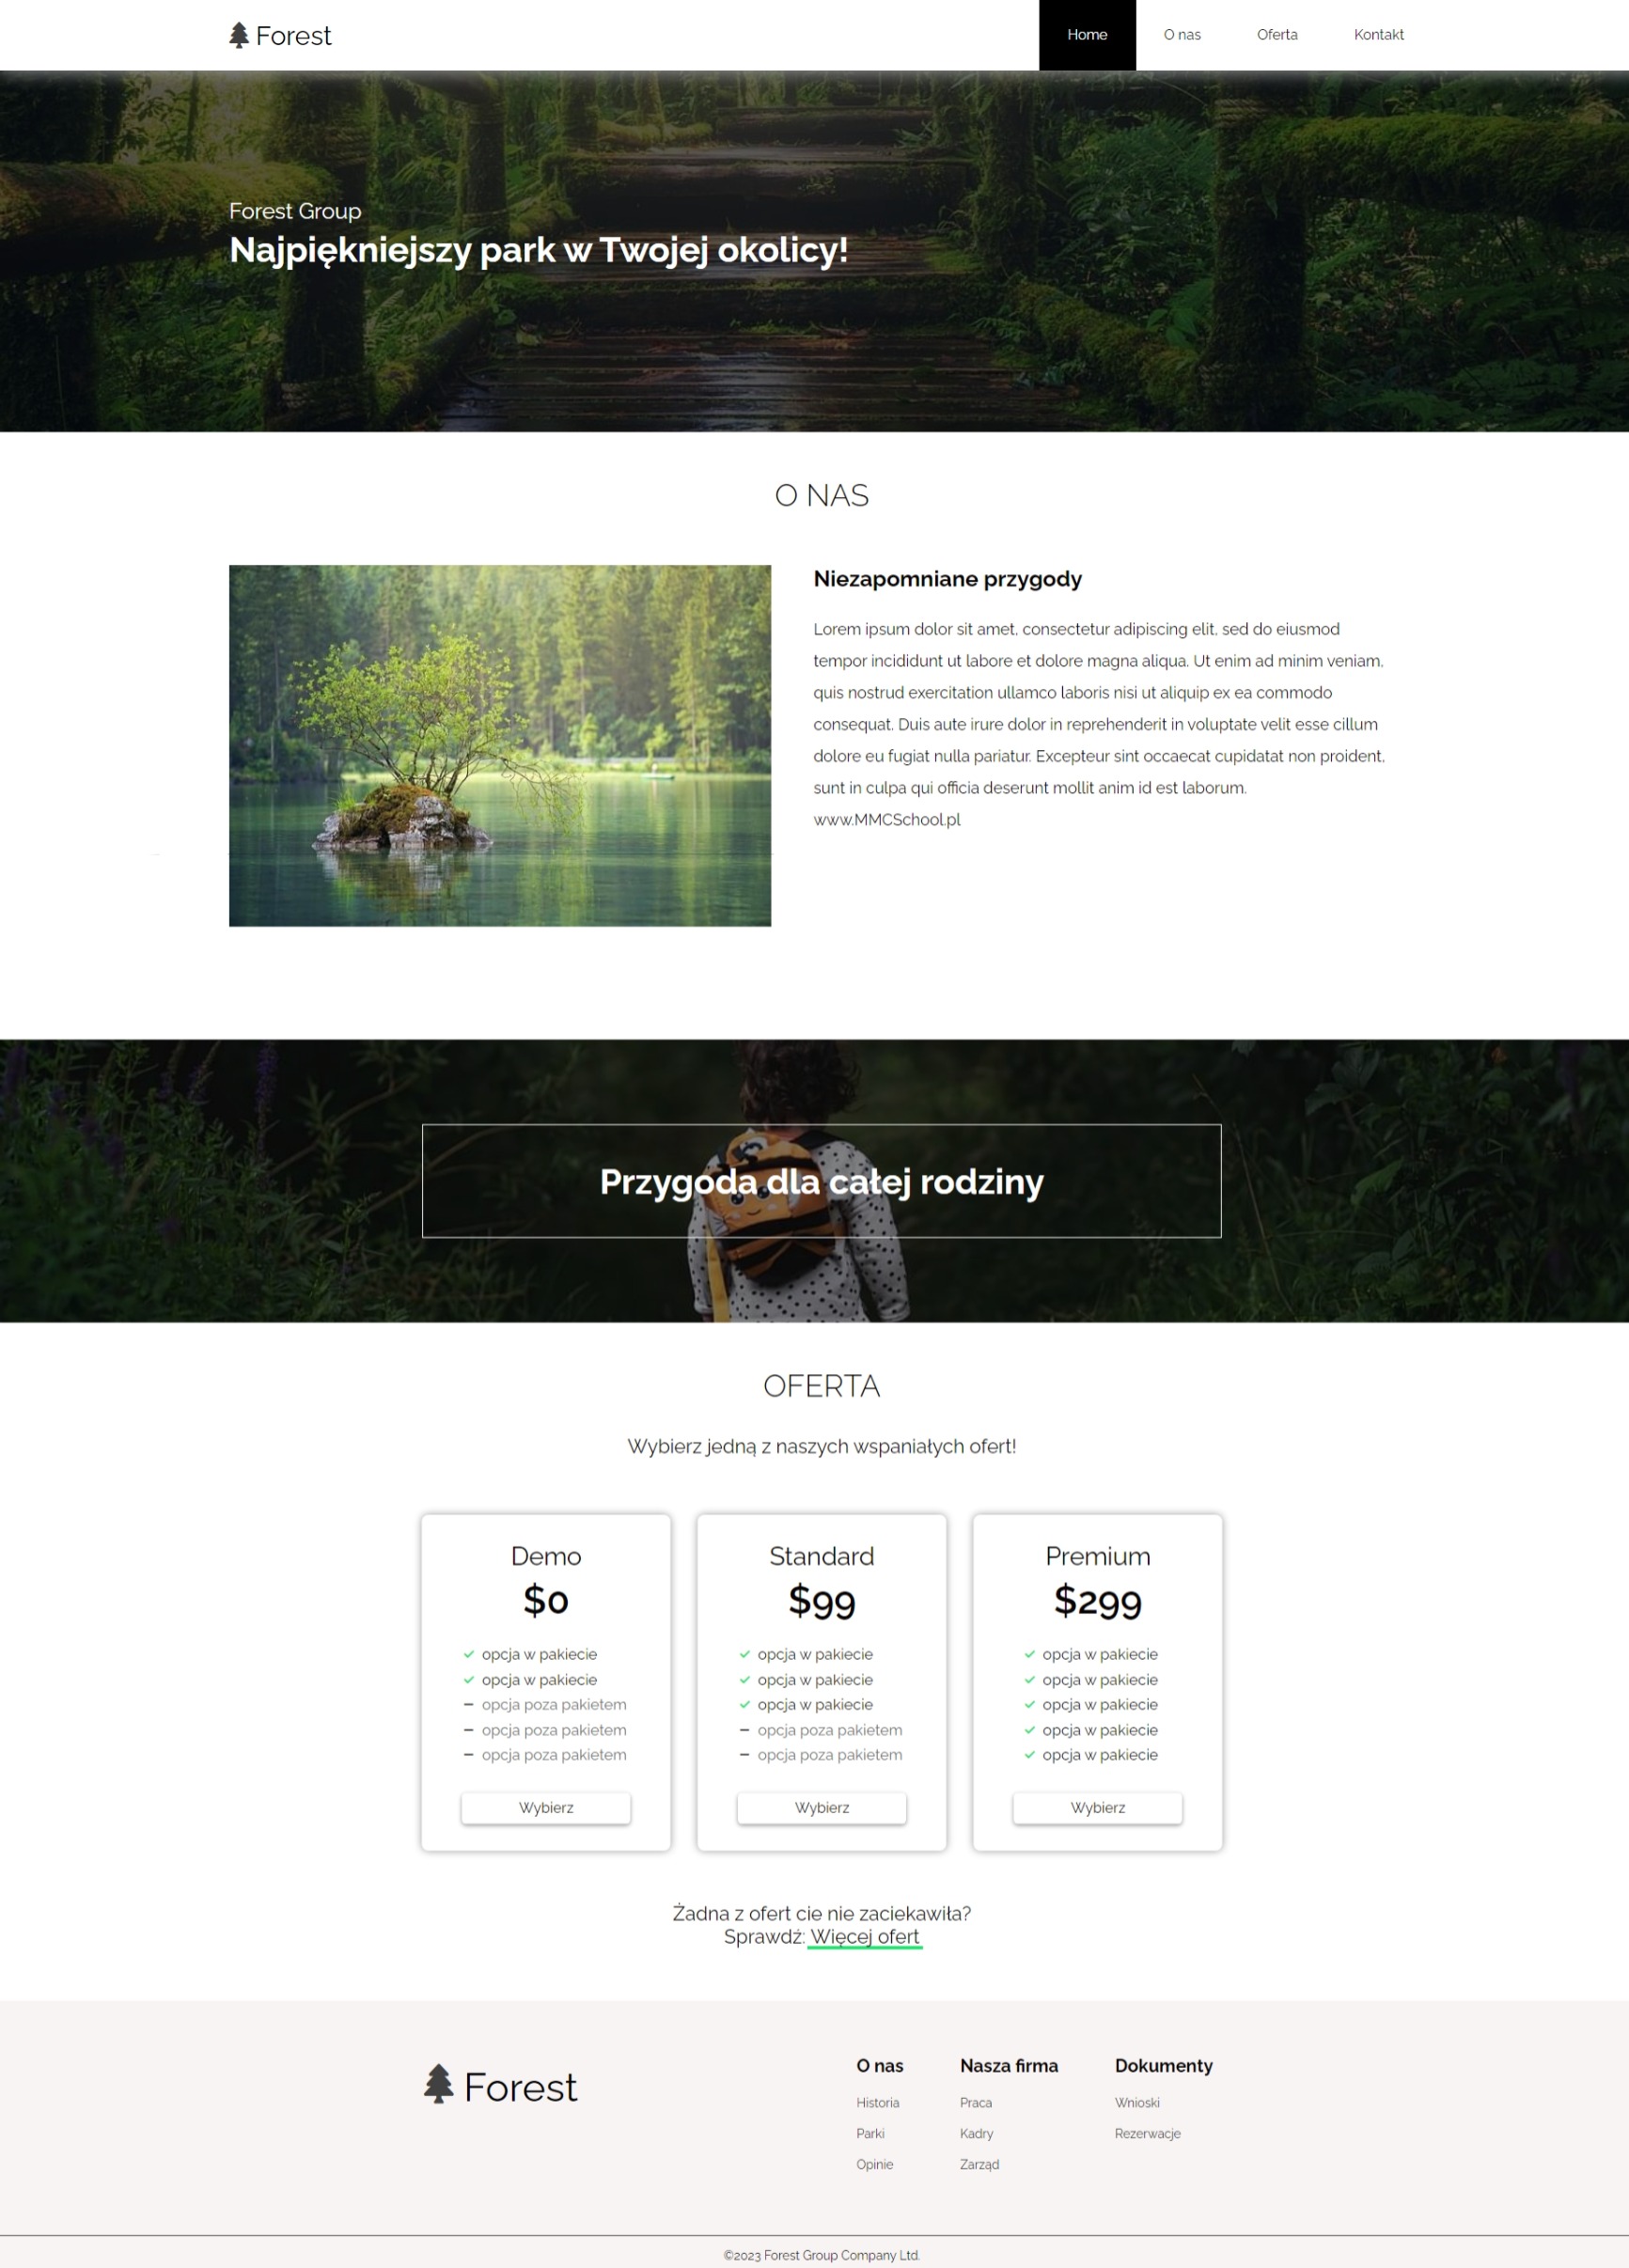 Forest
Home O nas Oferta Kontakt
Forest Group
Najpiękniejszy park w Twojej okolicy!
O NAS
Niezapomniane przygody
Lorem ipsum dolor sit amet, consectetur adipiscing elit, sed do eiusmod
tempor incididunt ut labore et dolore magna aliqua. Ut enim ad minim veniam,
quis nostrud exercitation ullamco laboris nisi ut aliquip ex ea commodo
consequat. Duis aute irure dolor in reprehenderit in voluptate velit esse cillum
dolore eu fugiat nulla pariatur. Excepteur sint occaecat cupidatat non proident,
sunt in culpa qui officia deserunt mollit anim id est laborum.
www.MMCSchool.pl
Przygoda dla całej rodziny
OFERTA
Wybierz jedną z naszych wspaniałych ofert!
Demo
$0
opcja w pakiecie
opcja w pakiecie
opcja poza pakietem
opcja poza pakietem
opcja poza pakietem
Wybierz
Standard
$99
opcja w pakiecie
opcja w pakiecie
opcja w pakiecie
opcja poza pakietem
opcja poza pakietem
Wybierz
Premium
$299
opcja w pakiecie
opcja w pakiecie
opcja w pakiecie
opcja w pakiecie
opcja w pakiecie
Wybierz
Żadna z ofert cie nie zaciekawiła?
Sprawdź: Więcej ofert
Forest
O nas
Historia
Parki
Opinie
Nasza firma
Praca
Kadry
Zarząd
Dokumenty
Wnioski
Rezerwacje
©2023 Forest Group Company Ltd.